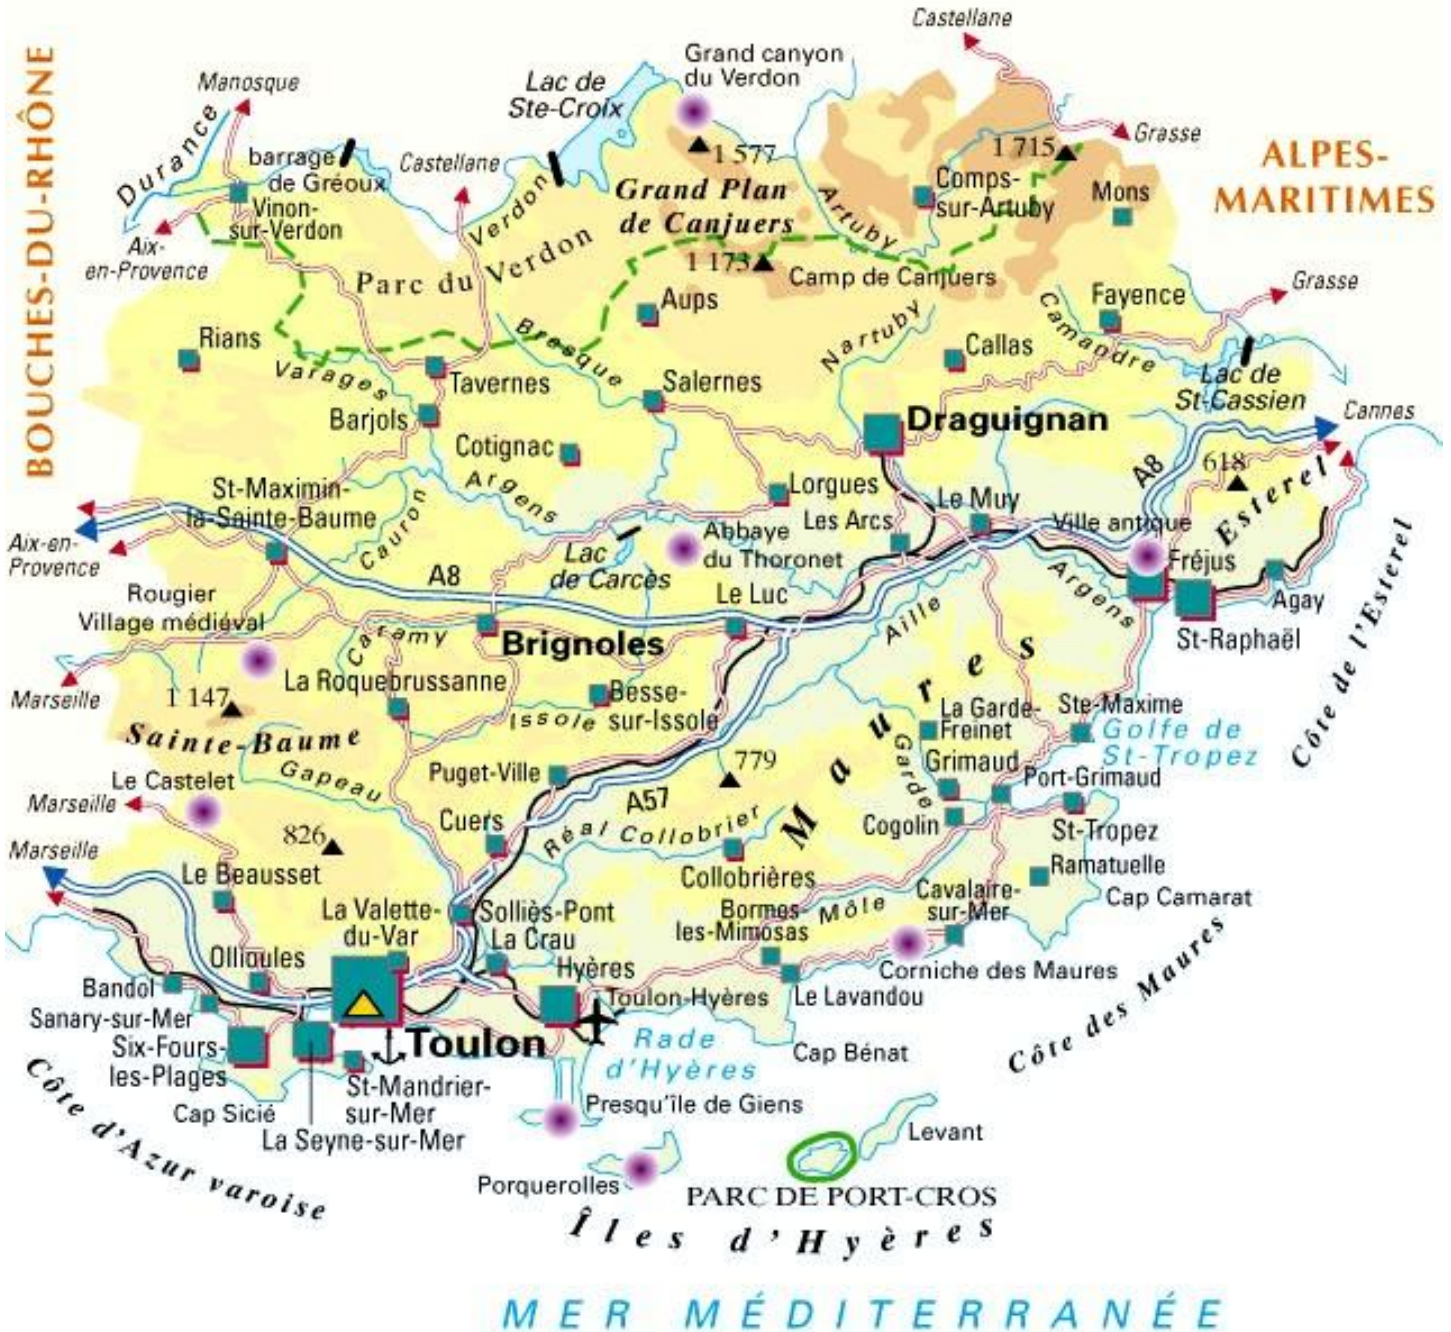 Castellane
Grand canyon
du Verdon
Lac de
Ste-Croix
Manosque
BOUCHES-DU-RHÔNE
Durance
barrage
de Gréoux
Castellane
Verdon
1 577
1 715
Grasse
ALPES-
MARITIMES
Grand Plan
de Canjuers
Artuby
Comps-
sur-Artuby
Mons
Vinon-
sur-Verdon
Aix-
en-Provence
Parc du Verdon
1 173
Camp de Canjuers
Grasse
Aups
Fayence
Camandre
Nartuby
Bresque
Rians
Varages
Tavernes
Callas
Lac de
St-Cassien
Salernes
Barjols
Draguignan
Cannes
Cotignac
A8
618
Esterel
Argens
St-Maximin-
la-Sainte-Baume
Cauron
Lorgues
Le Muy
Les Arcs
Ville antique
Aix-en-
Provence
Abbaye
du Thoronet
Lac
de Carcès
A8
Fréjus
Argens
Agay
Côte de l'Esterel
Rougier
Village médiéval
Le Luc
Aille
St-Raphaël
Caramy
Brignoles
Marseille
La Roquebrussanne
Besse-
sur-Issole
Issole
1 147
Sainte-Baume
Maures
La Garde-
Freinet
Ste-Maxime
Golfe de
St-Tropez
Garde
Grimaud
Port-Grimaud
Gapeau
Puget-Ville
779
Le Castelet
Marseille
A57
Réal Collobrier
Cogolin
St-Tropez
Cuers
826
Marseille
Le Beausset
Collobrières
Ramatuelle
Cap Camarat
Cavalaire-
sur-Mer
Môle
Bormes-
les-Mimosas
La Valette-
du-Var
Solliès-Pont
La Crau
Ollioules
Hyères
Corniche des Maures
Côte des Maures
Bandol
Toulon-Hyères
Le Lavandou
Sanary-sur-Mer
Toulon
Six-Fours-
les-Plages
Rade
d'Hyères
Cap Bénat
St-Mandrier-
sur-Mer
Cap Sicié
La Seyne-sur-Mer
Presqu'île de Giens
Côte d'Azur varoise
Levant
Porquerolles
PARC DE PORT-CROS
Îles d'Hyères
MER MÉDITERRANÉE